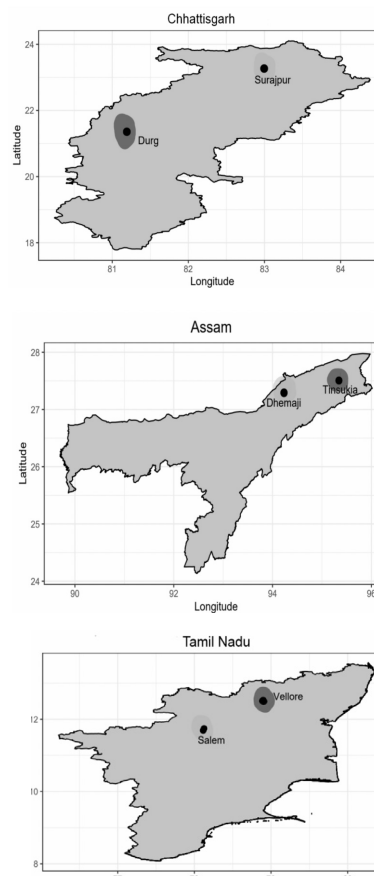 Chhattisgarh
24
Surajpur
22
Durg
20
18
Latitude
81 82 83 84
Longitude
Assam
28
Tinsukia
Dhemaji
27
26
25
24
Latitude
90 92 94 96
Longitude
Tamil Nadu
Vellore
12
Salem
10
8